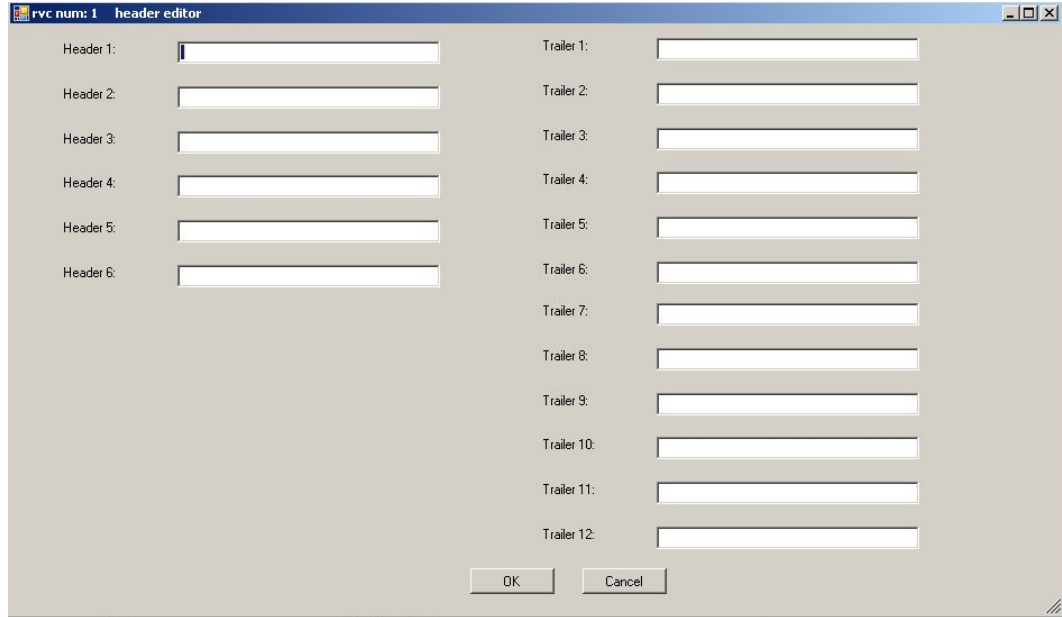 rvc num: 1 header editor
Header 1:
Header 2:
Header 3:
Header 4:
Header 5:
Header 6:
Trailer 1:
Trailer 2:
Trailer 3:
Trailer 4:
Trailer 5:
Trailer 6:
Trailer 7:
Trailer 8:
Trailer 9:
Trailer 10:
Trailer 11:
Trailer 12:
OK
Cancel